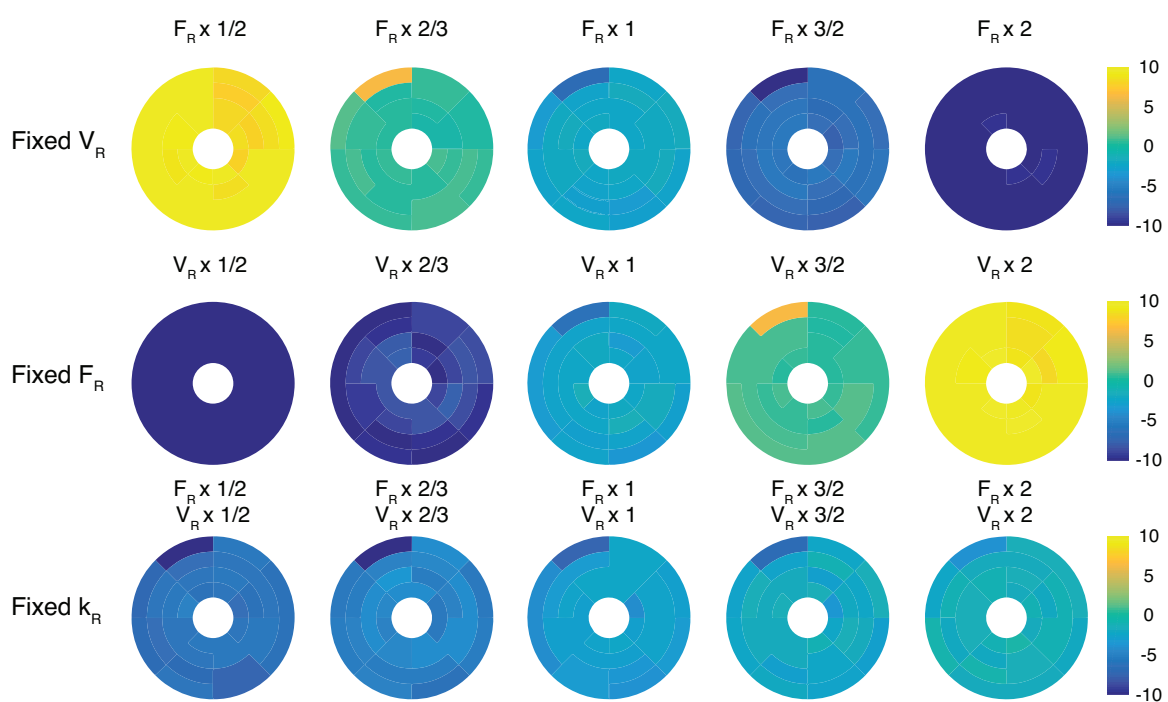 F_R x 1/2 F_R x 2/3 F_R x 1 F_R x 3/2 F_R x 2
Fixed V_R
10
5
0
-5
-10
V_R x 1/2 V_R x 2/3 V_R x 1 V_R x 3/2 V_R x 2
Fixed F_R
10
5
0
-5
-10
F_R x 1/2 F_R x 2/3 F_R x 1 F_R x 3/2 F_R x 2
V_R x 1/2 V_R x 2/3 V_R x 1 V_R x 3/2 V_R x 2
Fixed k_R
10
5
0
-5
-10